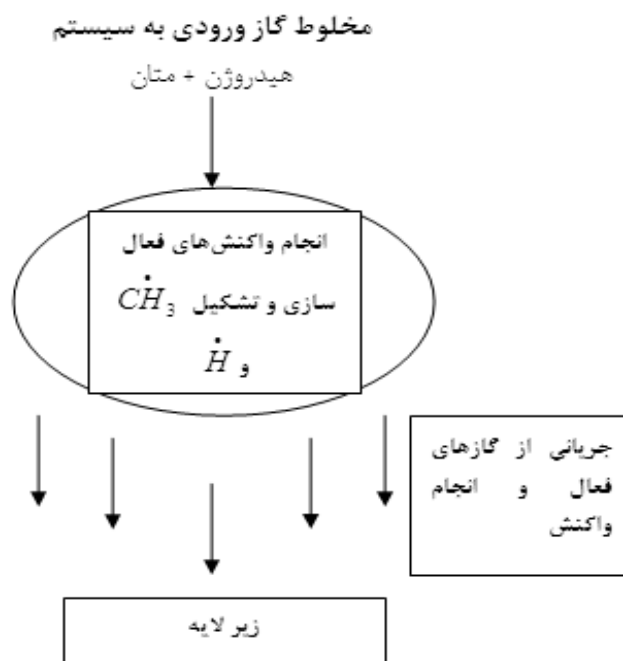 مخلوط گاز ورودی به سیستم
هیدروژن + متان
انجام واکنش‌های فعال
سازی و تشکیل ĊH₃
و Ḣ
جریانی از گازهای
فعال و انجام
واکنش
زیر لایه